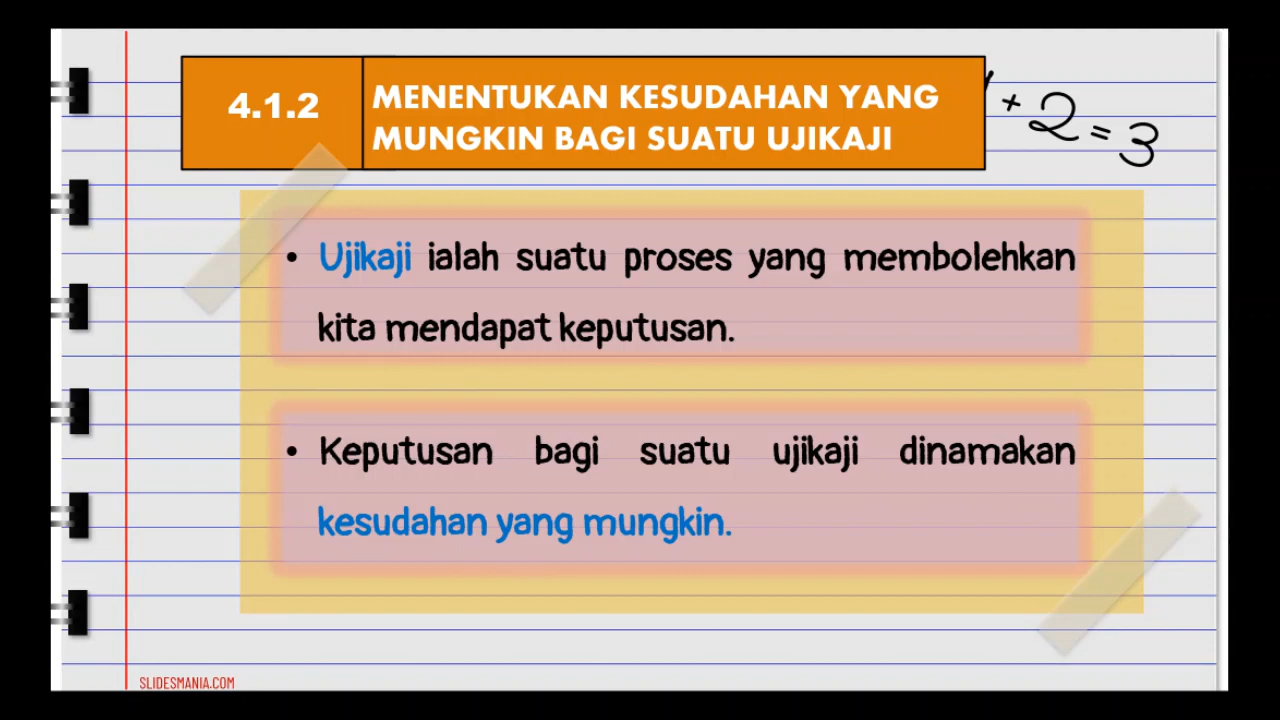 4.1.2
MENENTUKAN KESUDAHAN YANG
MUNGKIN BAGI SUATU UJIKAJI
+ 2 = 3
• Ujikaji ialah suatu proses yang membolehkan
kita mendapat keputusan.
• Keputusan bagi suatu ujikaji dinamakan
kesudahan yang mungkin.
SLIDESMANIA.COM